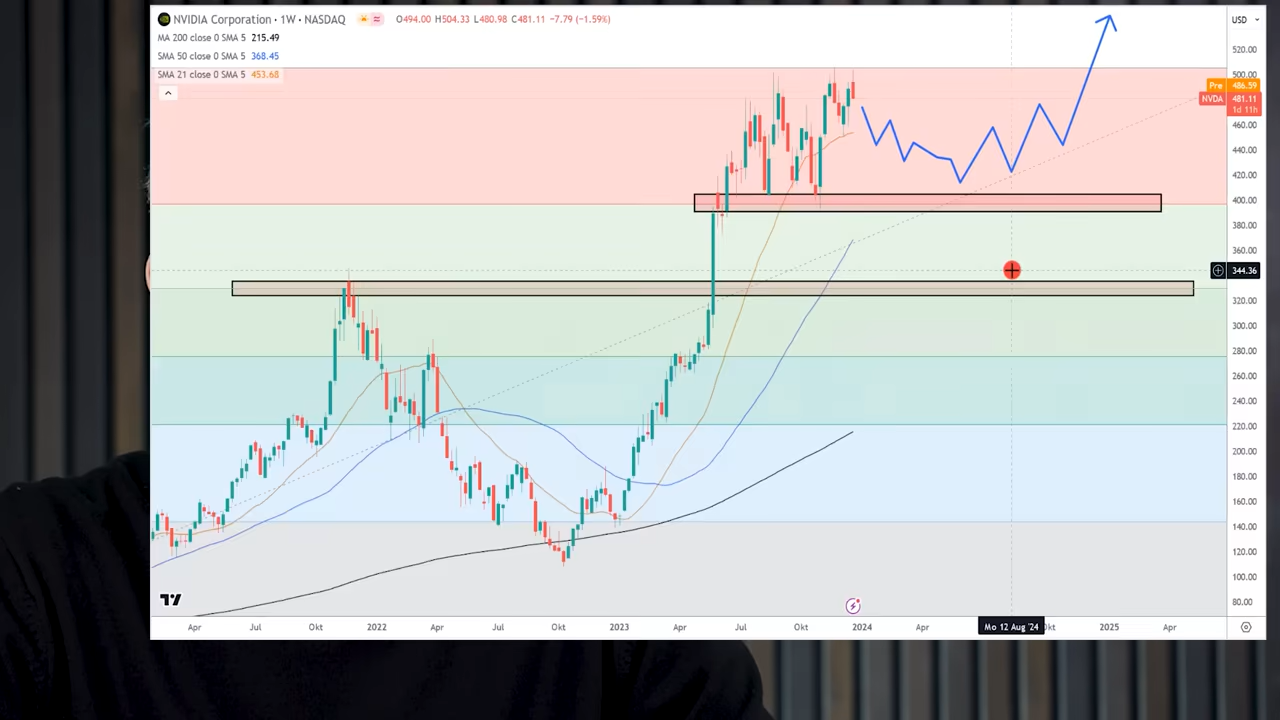 NVIDIA Corporation · 1W · NASDAQ O494.00 H504.33 L480.98 C481.11 −7.79 (−1.59%)
MA 200 close 0 SMA 5 215.49
SMA 50 close 0 SMA 5 368.45
SMA 21 close 0 SMA 5 453.68
USD
520.00
500.00
Pre 486.59
NVDA 481.11
1d 11h
460.00
440.00
420.00
400.00
380.00
360.00
344.36
320.00
300.00
280.00
260.00
240.00
220.00
200.00
180.00
160.00
140.00
120.00
100.00
80.00
Apr Jul Okt 2022 Apr Jul Okt 2023 Apr Jul Okt 2024 Apr Mo 12 Aug '24 Okt 2025 Apr